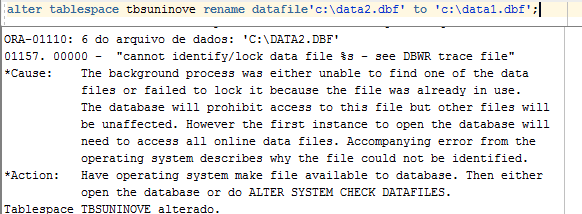 alter tablespace tbsuninove rename datafile'c:\data2.dbf' to 'c:\data1.dbf';
ORA-01110: 6 do arquivo de dados: 'C:\DATA2.DBF'
01157. 00000 -  "cannot identify/lock data file %s - see DBWR trace file"
*Cause:    The background process was either unable to find one of the data
           files or failed to lock it because the file was already in use.
           The database will prohibit access to this file but other files will
           be unaffected. However the first instance to open the database will
           need to access all online data files. Accompanying error from the
           operating system describes why the file could not be identified.
*Action:   Have operating system make file available to database. Then either
           open the database or do ALTER SYSTEM CHECK DATAFILES.
Tablespace TBSUNINOVE alterado.